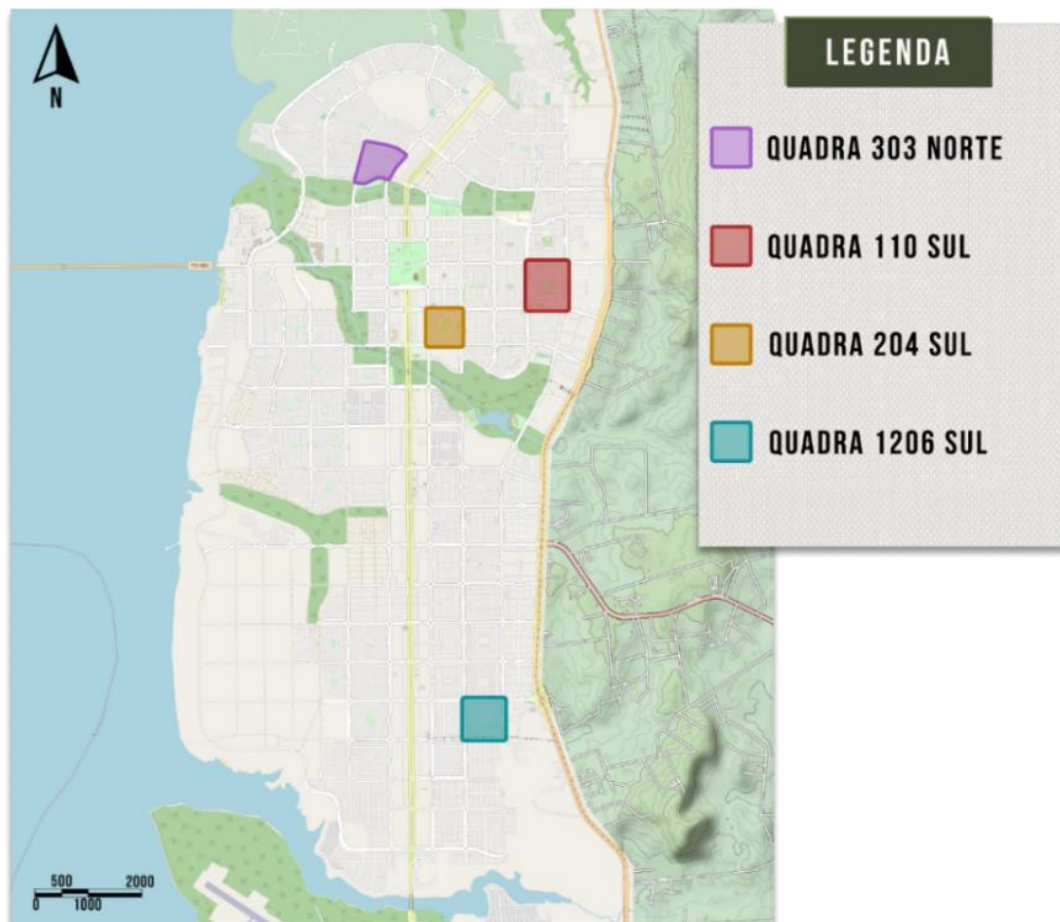 N
LEGENDA
QUADRA 303 NORTE
QUADRA 110 SUL
QUADRA 204 SUL
QUADRA 1206 SUL
500 2000
0 1000